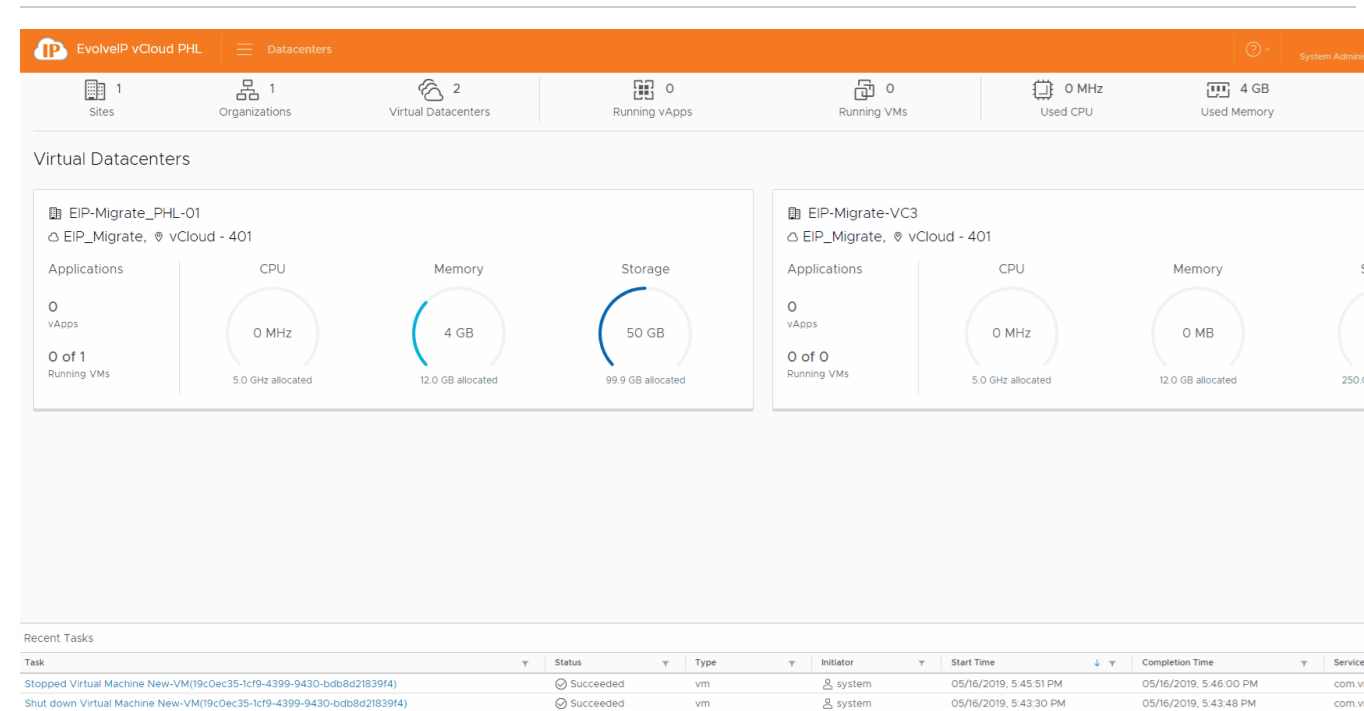 IP EvolveIP vCloud PHL Datacenters System Admini
1 1 2 0 0 0 MHz 4 GB
Sites Organizations Virtual Datacenters Running vApps Running VMs Used CPU Used Memory
Virtual Datacenters
EIP-Migrate_PHL-01
EIP_Migrate, vCloud - 401
Applications CPU Memory Storage
0
vApps
0 MHz 4 GB 50 GB
0 of 1
Running VMs
5.0 GHz allocated 12.0 GB allocated 99.9 GB allocated
EIP-Migrate-VC3
EIP_Migrate, vCloud - 401
Applications CPU Memory S
0
vApps
0 MHz 0 MB
0 of 0
Running VMs
5.0 GHz allocated 12.0 GB allocated 250.
Recent Tasks
Task Status Type Initiator Start Time Completion Time Service
Stopped Virtual Machine New-VM(19c0ec35-1cf9-4399-9430-bdb8d21839f4) Succeeded vm system 05/16/2019, 5:45:51 PM 05/16/2019, 5:46:00 PM com.v
Shut down Virtual Machine New-VM(19c0ec35-1cf9-4399-9430-bdb8d21839f4) Succeeded vm system 05/16/2019, 5:43:30 PM 05/16/2019, 5:43:48 PM com.v